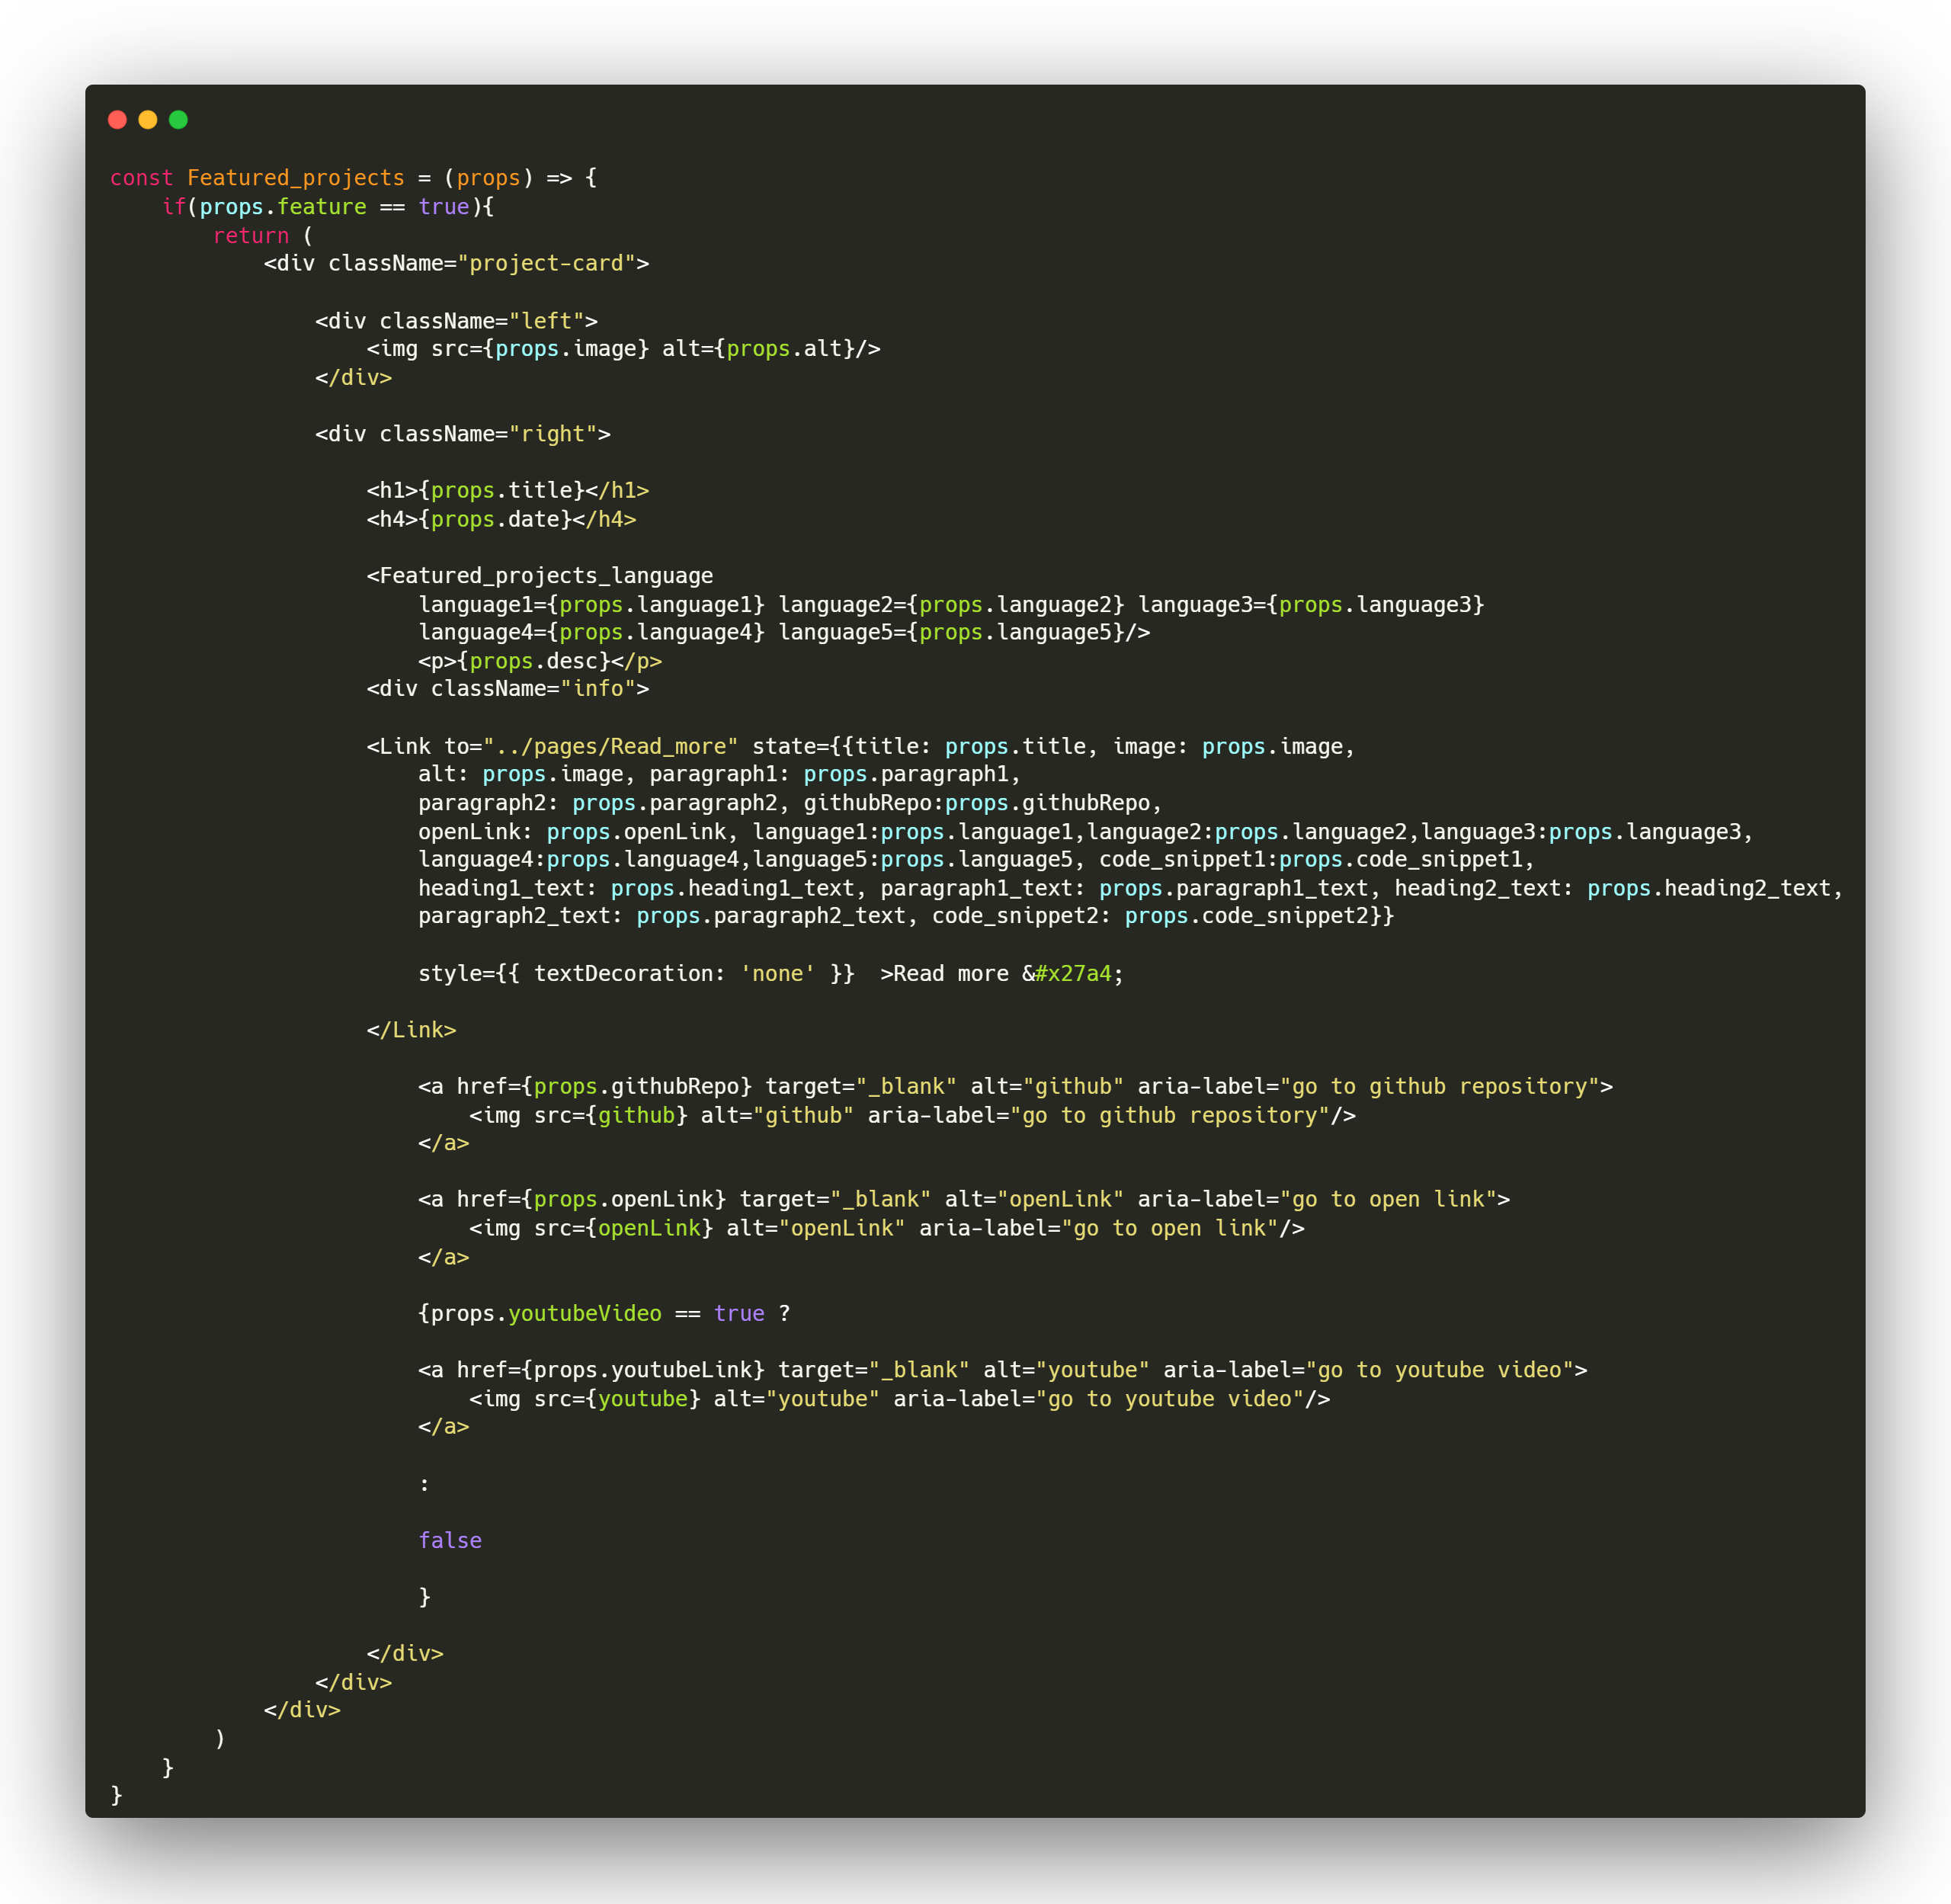 const Featured_projects = (props) => {
    if(props.feature == true){
        return (
            <div className="project-card">

                <div className="left">
                    <img src={props.image} alt={props.alt}/>
                </div>

                <div className="right">

                    <h1>{props.title}</h1>
                    <h4>{props.date}</h4>

                    <Featured_projects_language
                        language1={props.language1} language2={props.language2} language3={props.language3}
                        language4={props.language4} language5={props.language5}/>
                        <p>{props.desc}</p>
                    <div className="info">

                    <Link to="../pages/Read_more" state={{title: props.title, image: props.image,
                        alt: props.image, paragraph1: props.paragraph1,
                        paragraph2: props.paragraph2, githubRepo:props.githubRepo,
                        openLink: props.openLink, language1:props.language1,language2:props.language2,language3:props.language3,
                        language4:props.language4,language5:props.language5, code_snippet1:props.code_snippet1,
                        heading1_text: props.heading1_text, paragraph1_text: props.paragraph1_text, heading2_text: props.heading2_text,
                        paragraph2_text: props.paragraph2_text, code_snippet2: props.code_snippet2}}

                        style={{ textDecoration: 'none' }}  >Read more &#x27a4;

                    </Link>

                        <a href={props.githubRepo} target="_blank" alt="github" aria-label="go to github repository">
                            <img src={github} alt="github" aria-label="go to github repository"/>
                        </a>

                        <a href={props.openLink} target="_blank" alt="openLink" aria-label="go to open link">
                            <img src={openLink} alt="openLink" aria-label="go to open link"/>
                        </a>

                        {props.youtubeVideo == true ?

                        <a href={props.youtubeLink} target="_blank" alt="youtube" aria-label="go to youtube video">
                            <img src={youtube} alt="youtube" aria-label="go to youtube video"/>
                        </a>

                        :

                        false

                        }

                    </div>
                </div>
            </div>
        )
    }
}